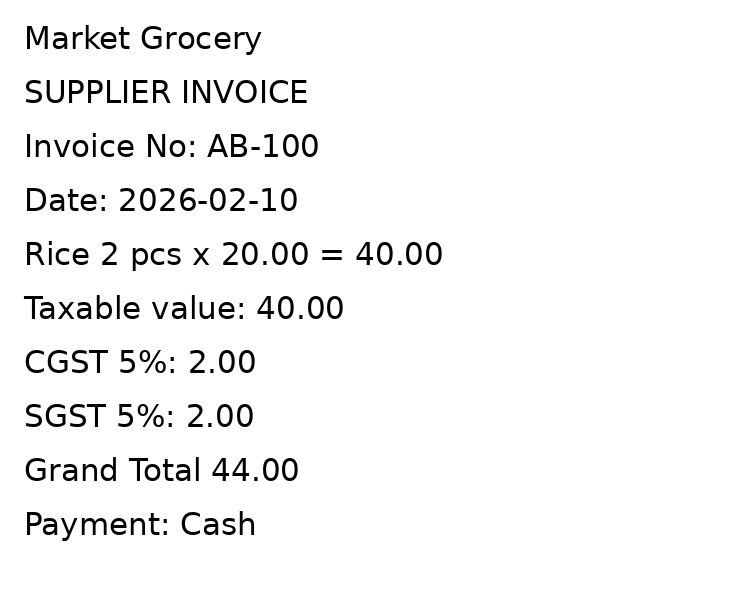 Market Grocery
SUPPLIER INVOICE
Invoice No: AB-100
Date: 2026-02-10
Rice 2 pcs x 20.00 = 40.00
Taxable value: 40.00
CGST 5%: 2.00
SGST 5%: 2.00
Grand Total 44.00
Payment: Cash